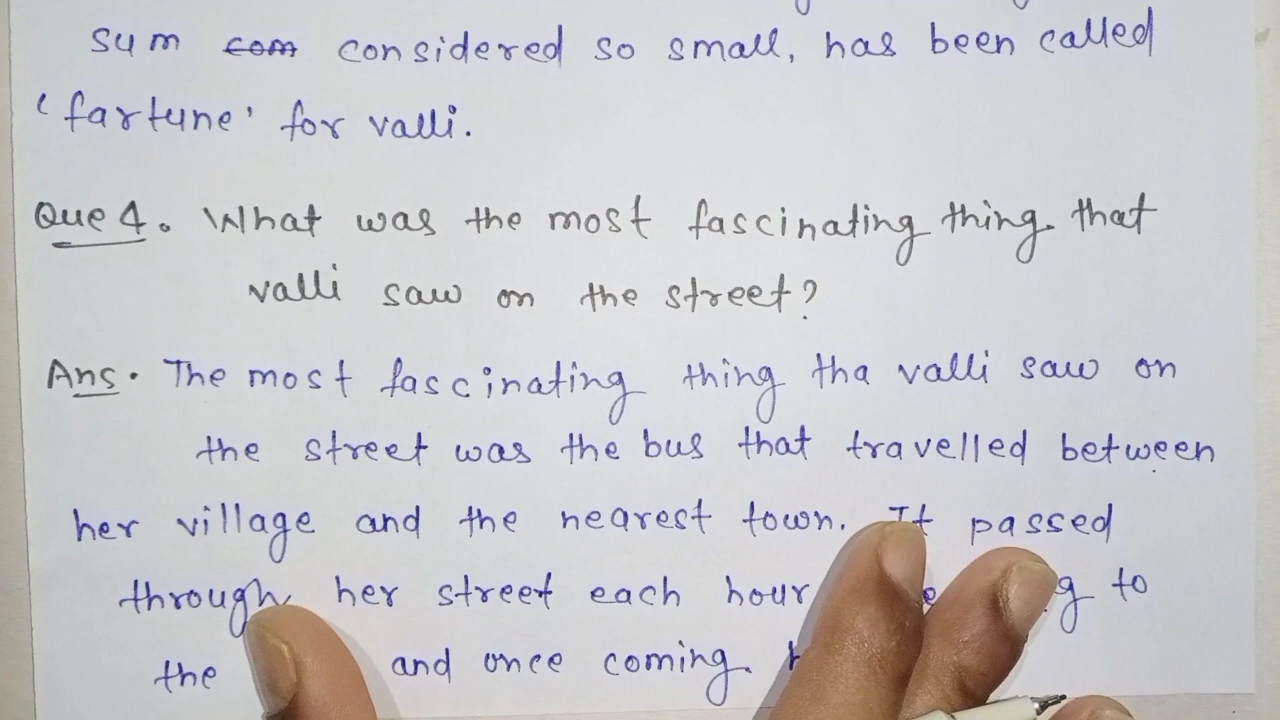 sum com considered so small, has been called
'fartune' for valli.
Que 4. What was the most fascinating thing that
valli saw on the street?
Ans. The most fascinating thing tha valli saw on
the street was the bus that travelled between
her village and the nearest town. It passed
through her street each hour to
the and once coming